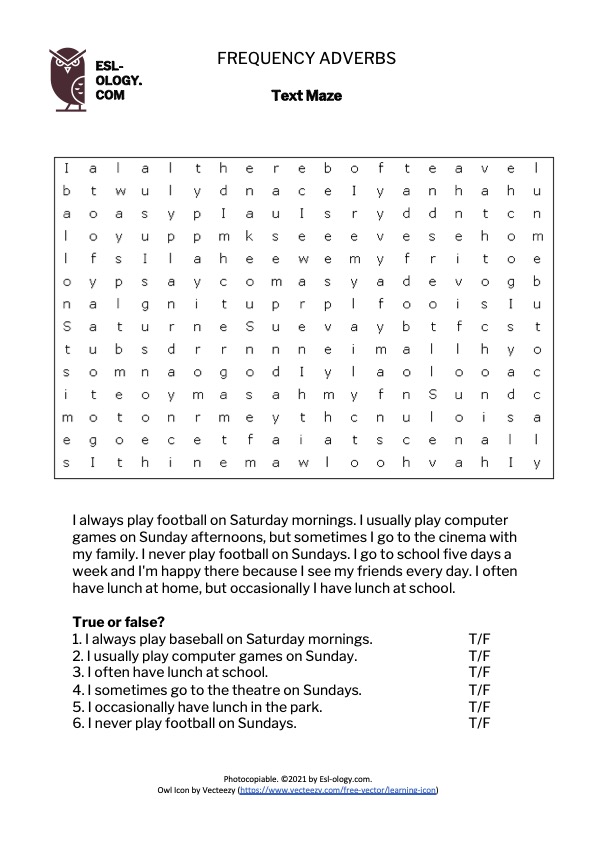 ESL-
OLOGY.
COM
FREQUENCY ADVERBS
Text Maze
I a l a l t h e r e b o f t e a v e l
b t w u l y d n a c e I y a n h a h u
a o a s y p I a u I s r y d d n t c n
l o y u p p m k s e e e v e s e h o m
l f s I l a h e e w e m y f r i t o e
o y p s a y c o m a s y a d e v o g b
n a l g n i t u p r p l f o o i s I u
S a t u r n e S u e v a y b t f c s t
t u b s d r r n n n e i m a l l h y o
s o m n a o g o d I y l a o l o o a c
i t e o y m a s a h m y f n S u n d c
m o t o n r m e y t h c n u l o i s a
e g o e c e t f a i a t s c e n a l l
s I t h i n e m a w l o o h v a h I y
I always play football on Saturday mornings. I usually play computer
games on Sunday afternoons, but sometimes I go to the cinema with
my family. I never play football on Sundays. I go to school five days a
week and I'm happy there because I see my friends every day. I often
have lunch at home, but occasionally I have lunch at school.
True or false?
1. I always play baseball on Saturday mornings. T/F
2. I usually play computer games on Sunday. T/F
3. I often have lunch at school. T/F
4. I sometimes go to the theatre on Sundays. T/F
5. I occasionally have lunch in the park. T/F
6. I never play football on Sundays. T/F
Photocopiable. ©2021 by Esl-ology.com.
Owl Icon by Vecteezy (https://www.vecteezy.com/free-vector/learning-icon)